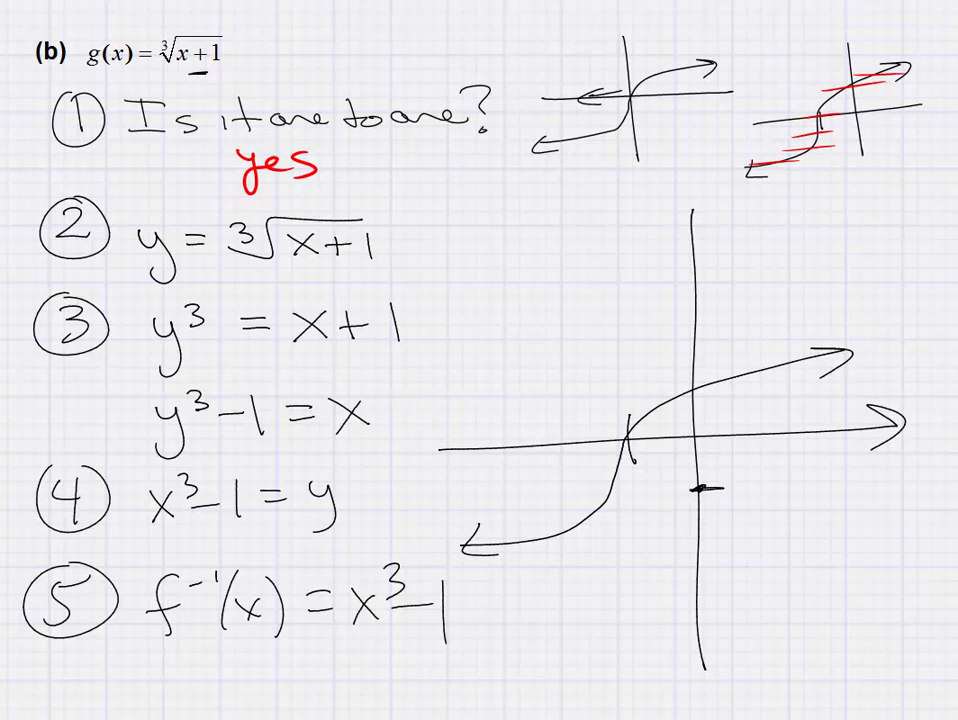 (b) g(x) = ∛(x + 1)
① Is it one to one?
yes
② y = ∛(x+1)
③ y³ = x + 1
y³ - 1 = x
④ x³ - 1 = y
⑤ f⁻¹(x) = x³ - 1